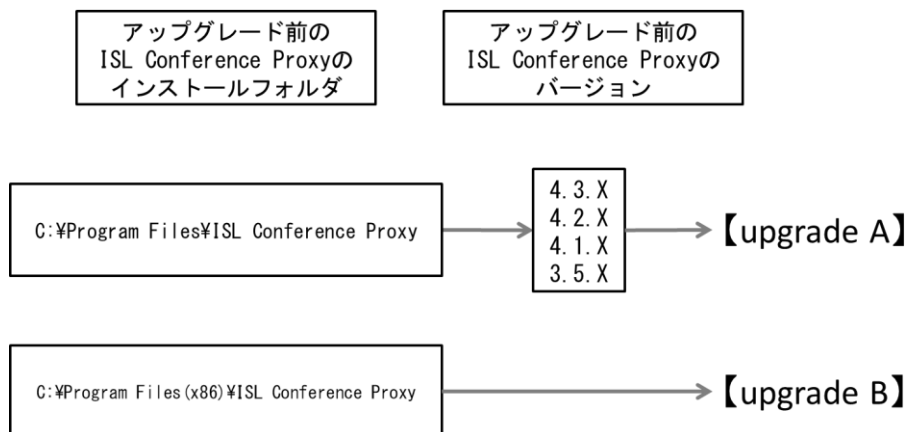 アップグレード前の
ISL Conference Proxyの
インストールフォルダ
アップグレード前の
ISL Conference Proxyの
バージョン
C:¥Program Files¥ISL Conference Proxy
4.3.X
4.2.X
4.1.X
3.5.X
【upgrade A】
C:¥Program Files(x86)¥ISL Conference Proxy
【upgrade B】